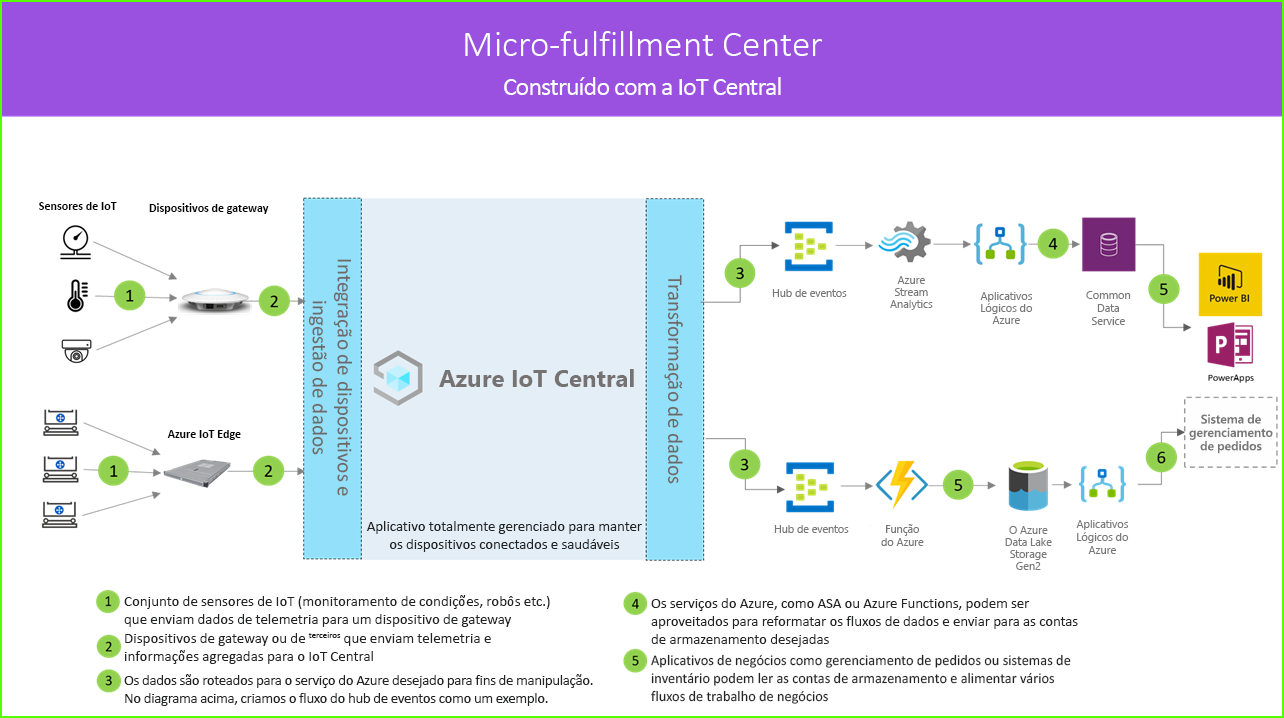 Micro-fulfillment Center
Construído com a IoT Central
Sensores de IoT
Dispositivos de gateway
1
2
Azure IoT Edge
1
2
Integração de dispositivos e
ingestão de dados
Azure IoT Central
Aplicativo totalmente gerenciado para manter
os dispositivos conectados e saudáveis
Transformação de dados
3
Hub de eventos
Azure
Stream
Analytics
Aplicativos
Lógicos do
Azure
4
Common
Data
Service
5
Power BI
P
PowerApps
3
Hub de eventos
Função
do Azure
5
O Azure
Data Lake
Storage
Gen2
Aplicativos
Lógicos do
Azure
6
Sistema de
gerenciamento
de pedidos
1 Conjunto de sensores de IoT (monitoramento de condições, robôs etc.)
que enviam dados de telemetria para um dispositivo de gateway
2 Dispositivos de gateway ou de terceiros que enviam telemetria e
informações agregadas para o IoT Central
3 Os dados são roteados para o serviço do Azure desejado para fins de manipulação.
No diagrama acima, criamos o fluxo do hub de eventos como um exemplo.
4 Os serviços do Azure, como ASA ou Azure Functions, podem ser
aproveitados para reformatar os fluxos de dados e enviar para as contas
de armazenamento desejadas
5 Aplicativos de negócios como gerenciamento de pedidos ou sistemas de
inventário podem ler as contas de armazenamento e alimentar vários
fluxos de trabalho de negócios